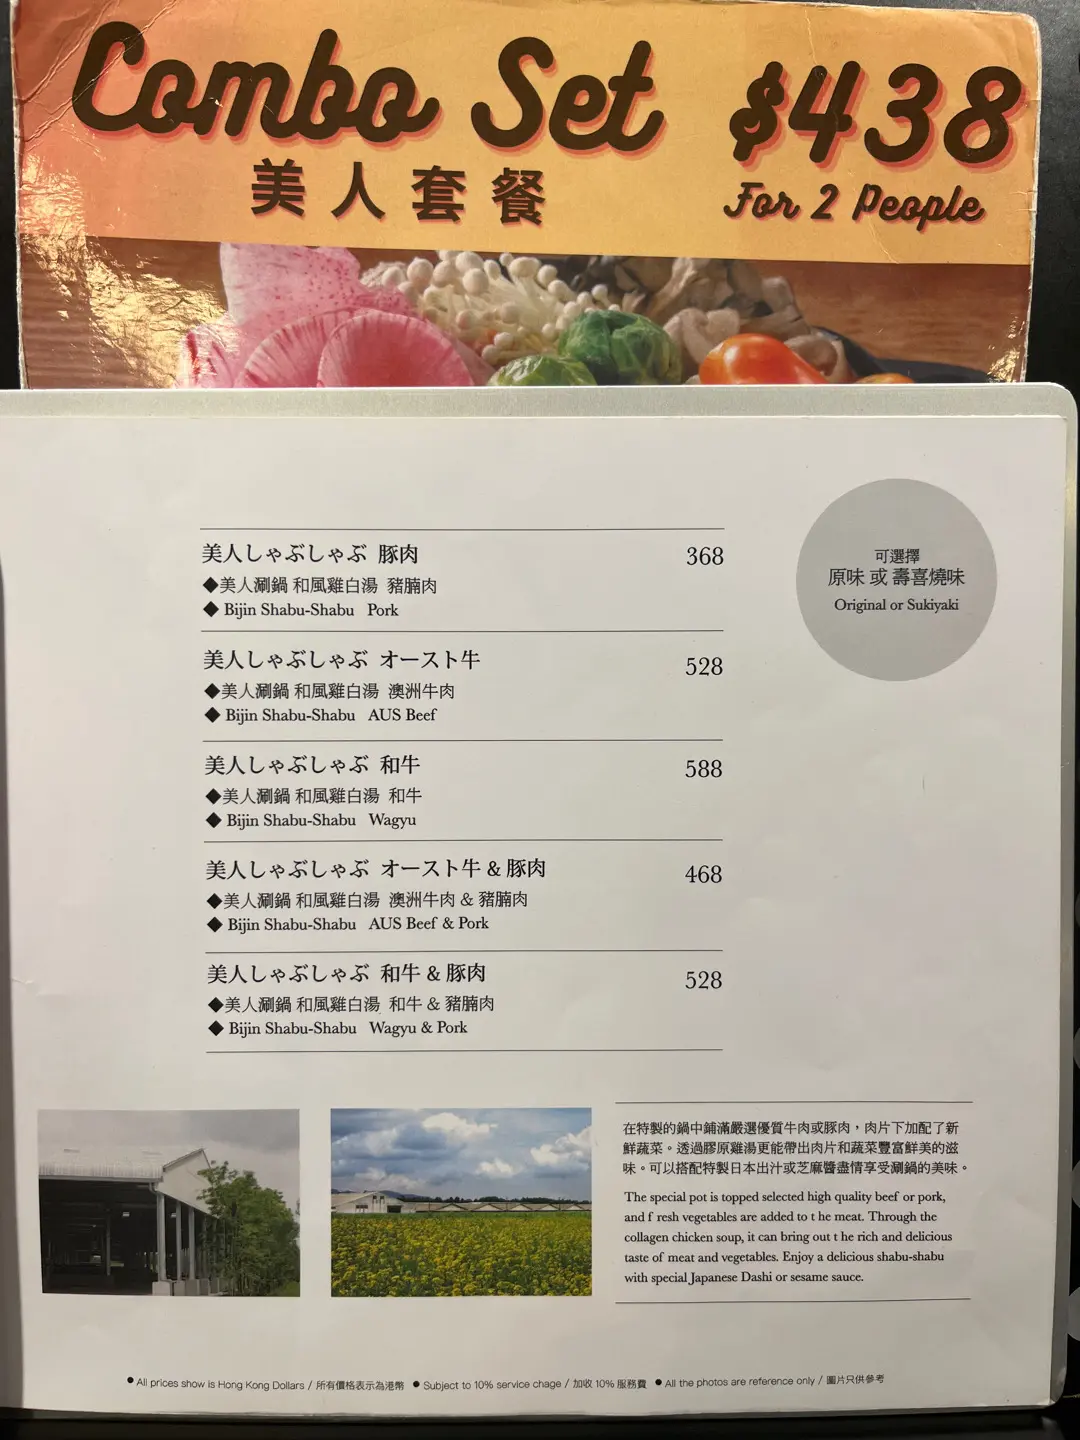 Combo Set $438
美人套餐
For 2 People
美人しゃぶしゃぶ 豚肉 368
◆美人涮鍋 和風雞白湯 豬腩肉
◆ Bijin Shabu-Shabu Pork
美人しゃぶしゃぶ オースト牛 528
◆美人涮鍋 和風雞白湯 澳洲牛肉
◆ Bijin Shabu-Shabu AUS Beef
美人しゃぶしゃぶ 和牛 588
◆美人涮鍋 和風雞白湯 和牛
◆ Bijin Shabu-Shabu Wagyu
美人しゃぶしゃぶ オースト牛 & 豚肉 468
◆美人涮鍋 和風雞白湯 澳洲牛肉 & 豬腩肉
◆ Bijin Shabu-Shabu AUS Beef & Pork
美人しゃぶしゃぶ 和牛 & 豚肉 528
◆美人涮鍋 和風雞白湯 和牛 & 豬腩肉
◆ Bijin Shabu-Shabu Wagyu & Pork
可選擇
原味 或 壽喜燒味
Original or Sukiyaki
在特製的鍋中鋪滿嚴選優質牛肉或豚肉，肉片下加配了新
鮮蔬菜。透過膠原雞湯更能帶出肉片和蔬菜豐富鮮美的滋
味。可以搭配特製日本出汁或芝麻醬盡情享受涮鍋的美味。
The special pot is topped selected high quality beef or pork,
and f resh vegetables are added to t he meat. Through the
collagen chicken soup, it can bring out t he rich and delicious
taste of meat and vegetables. Enjoy a delicious shabu-shabu
with special Japanese Dashi or sesame sauce.
● All prices show is Hong Kong Dollars / 所有價格表示為港幣 ● Subject to 10% service chage / 加收 10% 服務費 ● All the photos are reference only / 圖片只供參考